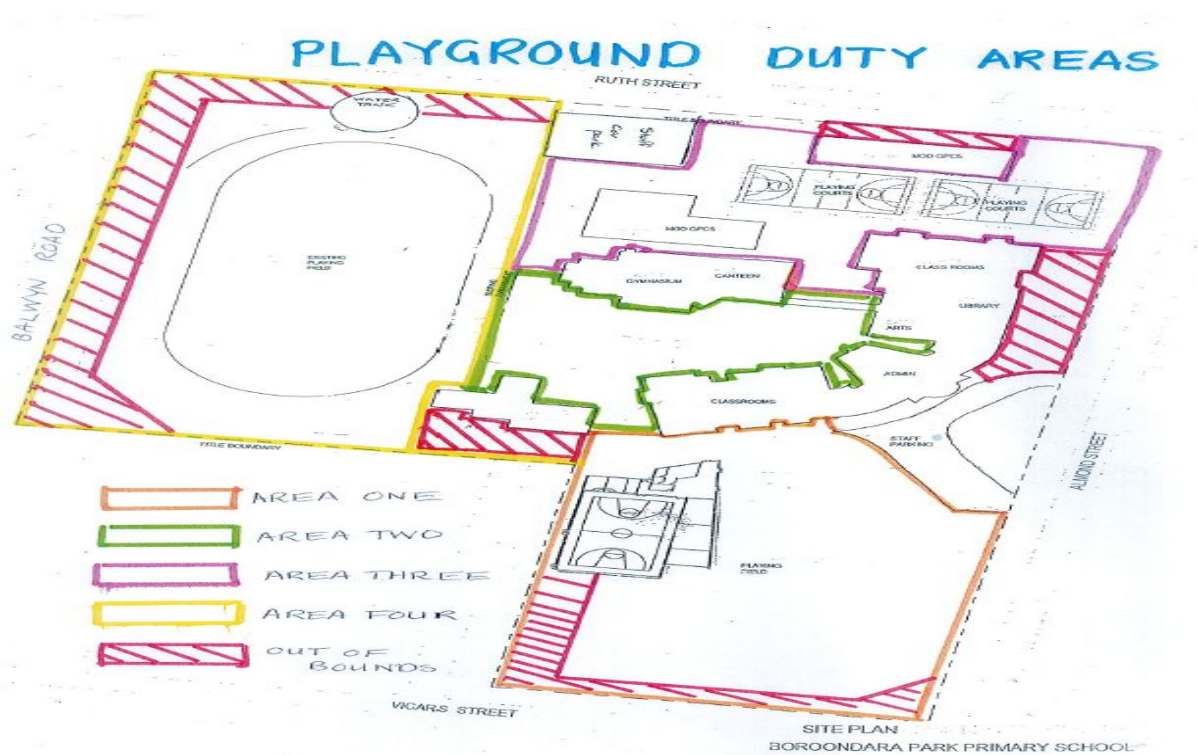 PLAYGROUND DUTY AREAS
RUTH STREET
WATER
TANK
TITLE BOUNDARY
Staff
Car
Park
MOD GPCS
PLAYING
COURTS
PLAYING
COURTS
MOD GPCS
BALWYN ROAD
EXISTING
PLAYING
FIELD
GYMNASIUM
CANTEEN
CLASS ROOMS
LIBRARY
ARTS
ADMIN
CLASSROOMS
STAFF
PARKING
ALMOND STREET
TITLE BOUNDARY
AREA ONE
AREA TWO
AREA THREE
AREA FOUR
OUT OF
BOUNDS
PLAYING
FIELD
VICARS STREET
SITE PLAN
BOROONDARA PARK PRIMARY SCHOOL